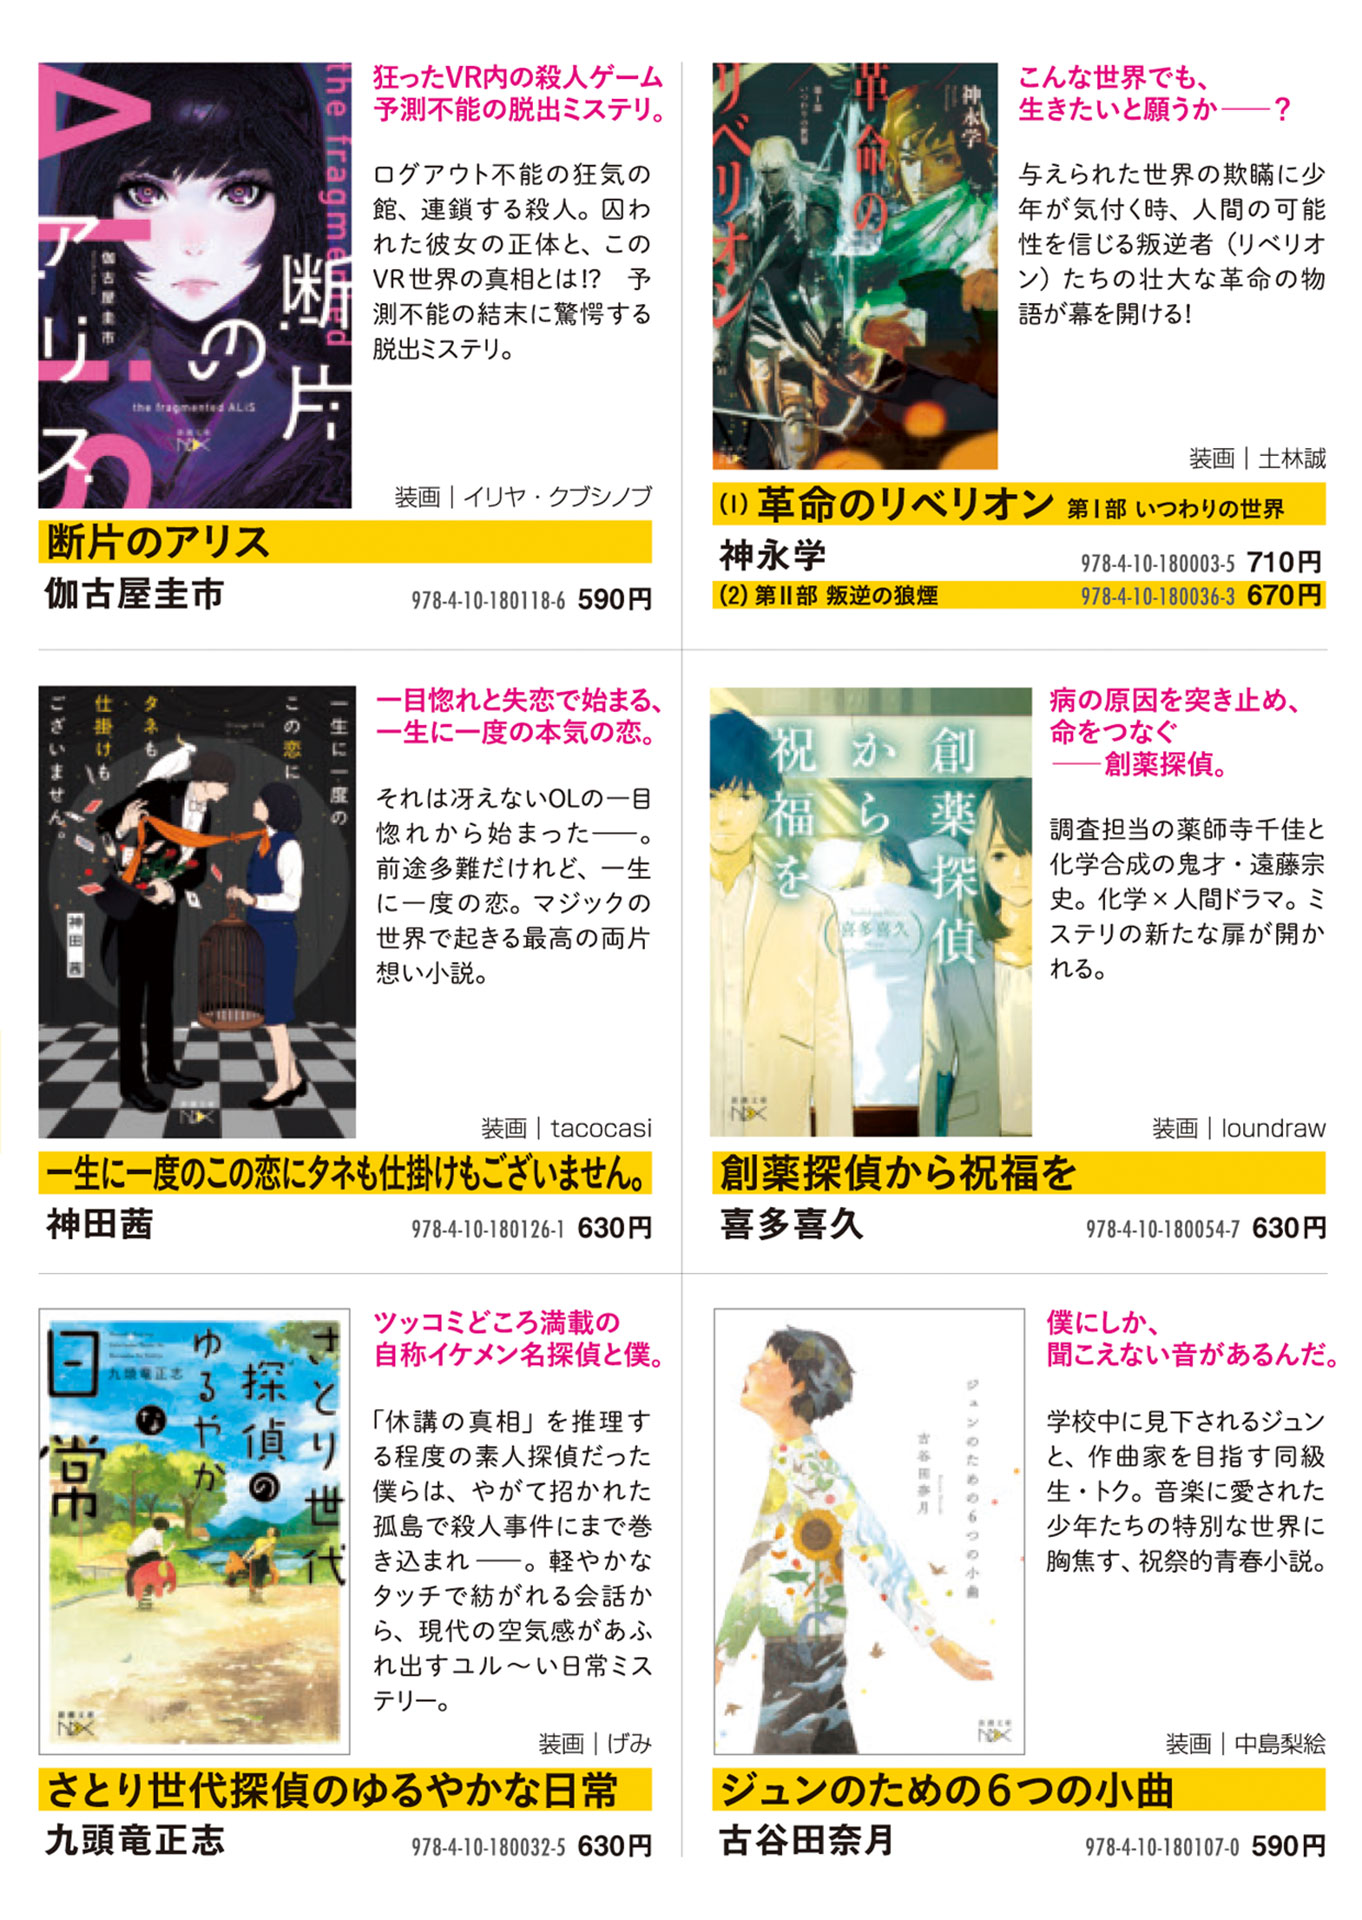 the fragmented
断片の
アリス
伽古屋圭市
the fragmented ALiS
新潮文庫
NEX
狂ったVR内の殺人ゲーム
予測不能の脱出ミステリ。
ログアウト不能の狂気の
館、連鎖する殺人。囚わ
れた彼女の正体と、この
VR世界の真相とは!?　予
測不能の結末に驚愕する
脱出ミステリ。
装画｜イリヤ・クブシノブ
断片のアリス
伽古屋圭市
978-4-10-180118-6 590円
革命の
リベリオン
第Ⅰ部
いつわりの世界
神永学
こんな世界でも、
生きたいと願うか――？
与えられた世界の欺瞞に少
年が気付く時、人間の可能
性を信じる叛逆者（リベリオ
ン）たちの壮大な革命の物
語が幕を開ける！
装画｜土林誠
(1) 革命のリベリオン 第Ⅰ部 いつわりの世界
神永学
978-4-10-180003-5 710円
(2) 第Ⅱ部 叛逆の狼煙 978-4-10-180036-3 670円
一生に一度の
この恋に
タネも
仕掛けも
ございません。
神田茜
新潮文庫
NEX
一目惚れと失恋で始まる、
一生に一度の本気の恋。
それは冴えないOLの一目
惚れから始まった――。
前途多難だけれど、一生
に一度の恋。マジックの
世界で起きる最高の両片
想い小説。
装画｜tacocasi
一生に一度のこの恋にタネも仕掛けもございません。
神田茜
978-4-10-180126-1 630円
創薬探偵
から
祝福を
喜多喜久
新潮文庫
NEX
病の原因を突き止め、
命をつなぐ
――創薬探偵。
調査担当の薬師寺千佳と
化学合成の鬼才・遠藤宗
史。化学×人間ドラマ。ミ
ステリの新たな扉が開か
れる。
装画｜loundraw
創薬探偵から祝福を
喜多喜久
978-4-10-180054-7 630円
さとり世代
探偵の
ゆるやか
な
日常
九頭竜正志
新潮文庫
NEX
ツッコミどころ満載の
自称イケメン名探偵と僕。
「休講の真相」を推理す
る程度の素人探偵だった
僕らは、やがて招かれた
孤島で殺人事件にまで巻
き込まれ――。軽やかな
タッチで紡がれる会話か
ら、現代の空気感があふ
れ出すユル～い日常ミス
テリー。
装画｜げみ
さとり世代探偵のゆるやかな日常
九頭竜正志
978-4-10-180032-5 630円
ジュンのための6つの小曲
古谷田奈月
新潮文庫
NEX
僕にしか、
聞こえない音があるんだ。
学校中に見下されるジュン
と、作曲家を目指す同級
生・トク。音楽に愛された
少年たちの特別な世界に
胸焦す、祝祭的青春小説。
装画｜中島梨絵
ジュンのための6つの小曲
古谷田奈月
978-4-10-180107-0 590円